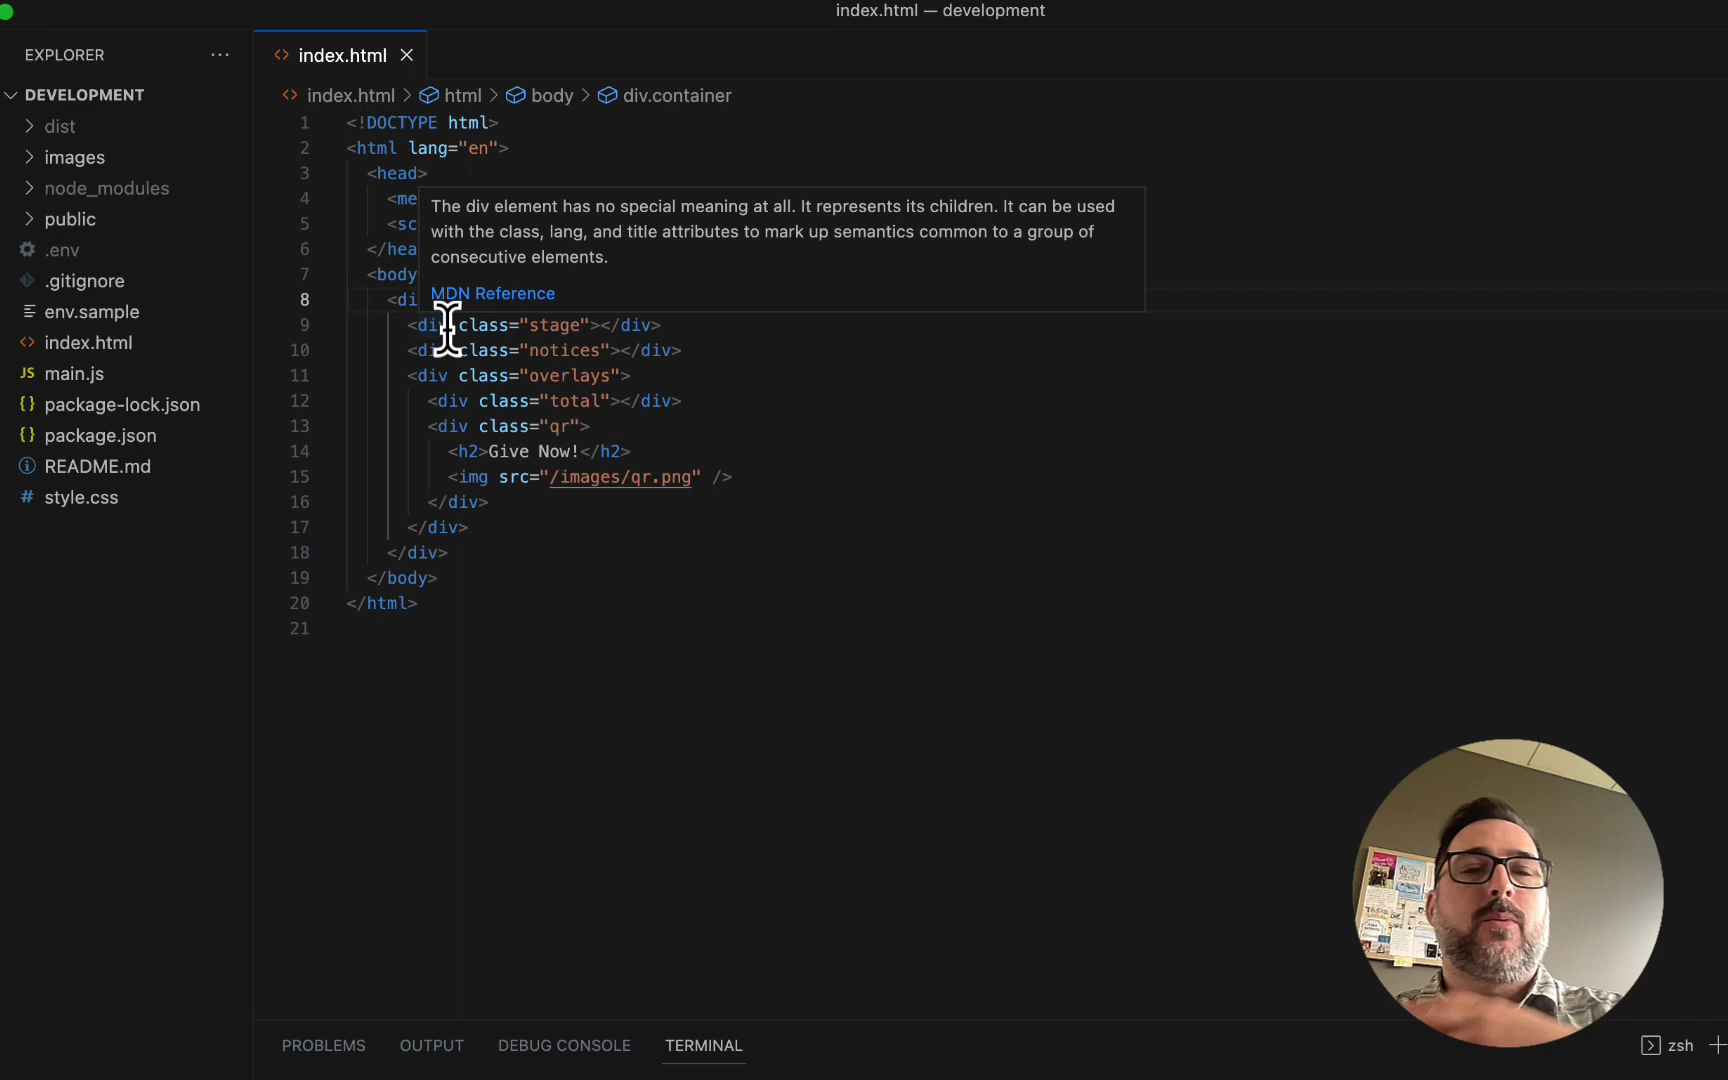 index.html — development
EXPLORER ···
index.html
DEVELOPMENT
index.html > html > body > div.container
dist
images
node_modules
public
.env
.gitignore
env.sample
index.html
JS main.js
{} package-lock.json
{} package.json
README.md
# style.css
1 <!DOCTYPE html>
2 <html lang="en">
3 <head>
4 <me
5 <sc
6 </hea
7 <body
8 <di
The div element has no special meaning at all. It represents its children. It can be used
with the class, lang, and title attributes to mark up semantics common to a group of
consecutive elements.
MDN Reference
9 <div class="stage"></div>
10 <div class="notices"></div>
11 <div class="overlays">
12 <div class="total"></div>
13 <div class="qr">
14 <h2>Give Now!</h2>
15 <img src="/images/qr.png" />
16 </div>
17 </div>
18 </div>
19 </body>
20 </html>
21
PROBLEMS OUTPUT DEBUG CONSOLE TERMINAL
zsh